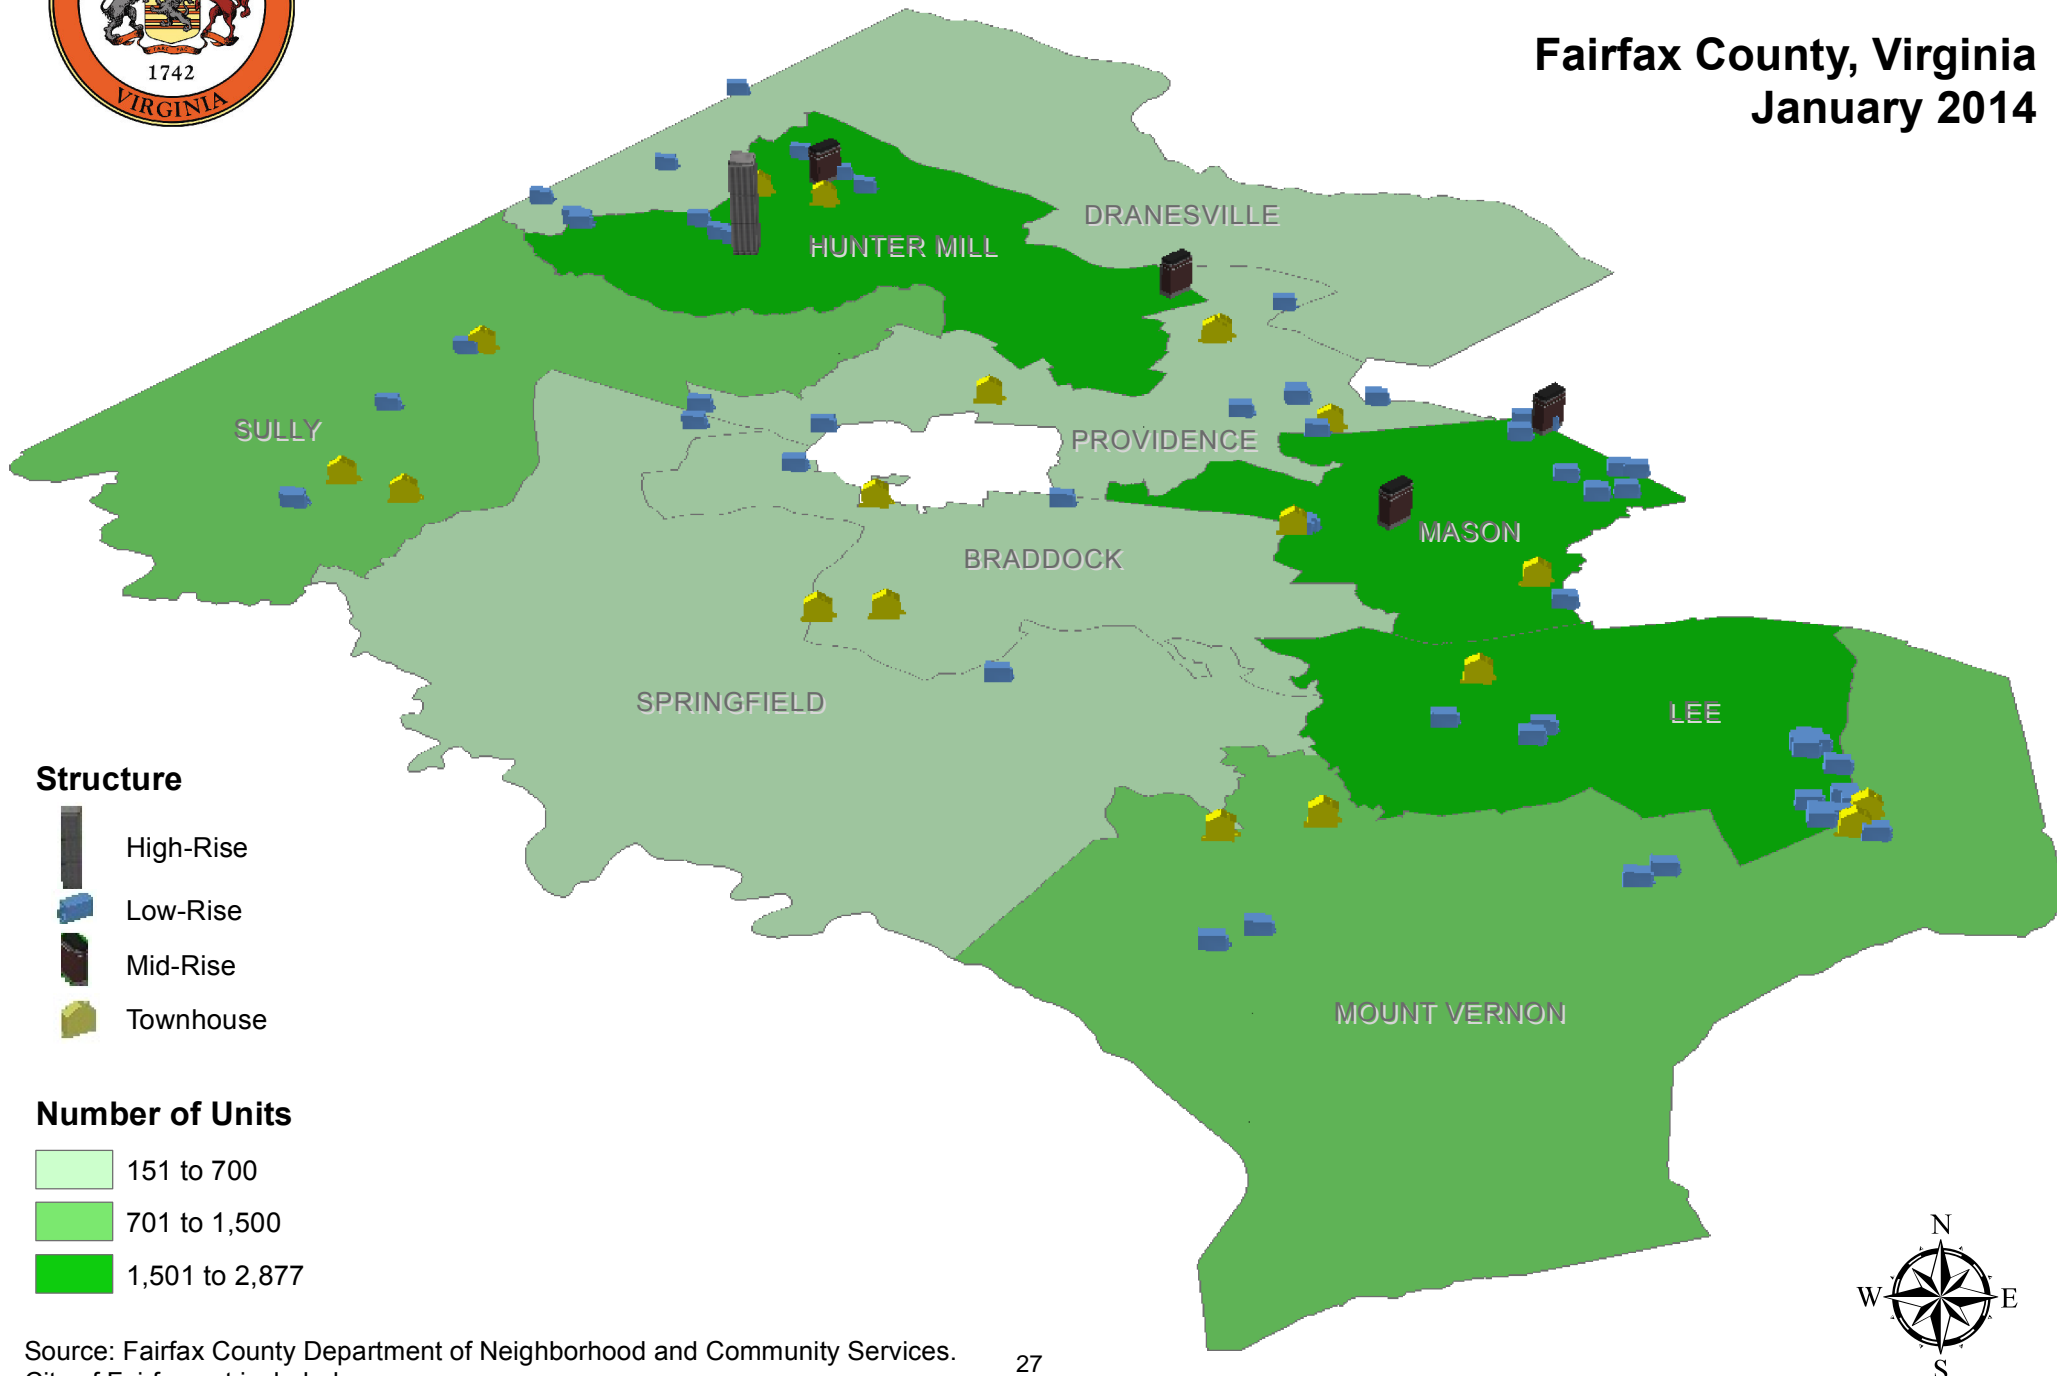 1742
VIRGINIA
Fairfax County, Virginia
January 2014
DRANESVILLE
HUNTER MILL
SULLY
PROVIDENCE
MASON
BRADDOCK
SPRINGFIELD
LEE
MOUNT VERNON
Structure
High-Rise
Low-Rise
Mid-Rise
Townhouse
Number of Units
151 to 700
701 to 1,500
1,501 to 2,877
N
W E
S
Source: Fairfax County Department of Neighborhood and Community Services.
27